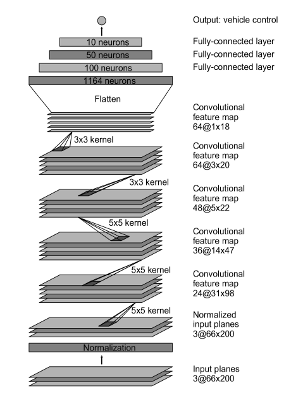 Output: vehicle control
10 neurons
Fully-connected layer
50 neurons
Fully-connected layer
100 neurons
Fully-connected layer
1164 neurons
Flatten
Convolutional
feature map
64@1x18
3x3 kernel
Convolutional
feature map
64@3x20
3x3 kernel
Convolutional
feature map
48@5x22
5x5 kernel
Convolutional
feature map
36@14x47
5x5 kernel
Convolutional
feature map
24@31x98
5x5 kernel
Normalized
input planes
3@66x200
Normalization
Input planes
3@66x200